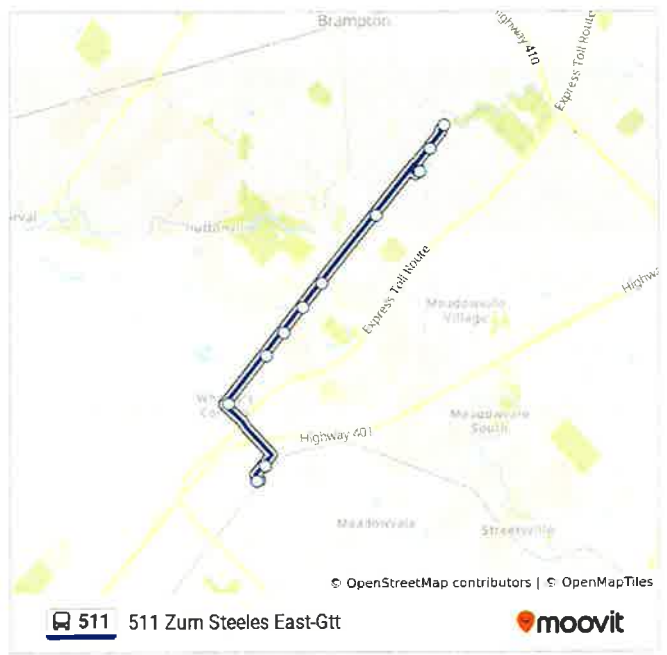 Brampton
Highway 410
Express Toll Route
Huttonville
Express Toll Route
Meadowvale
Village
Highway 401
Meadowvale
South
Meadowvale
Streetsville
© OpenStreetMap contributors | © OpenMapTiles
511 511 Zum Steeles East-Gtt
moovit